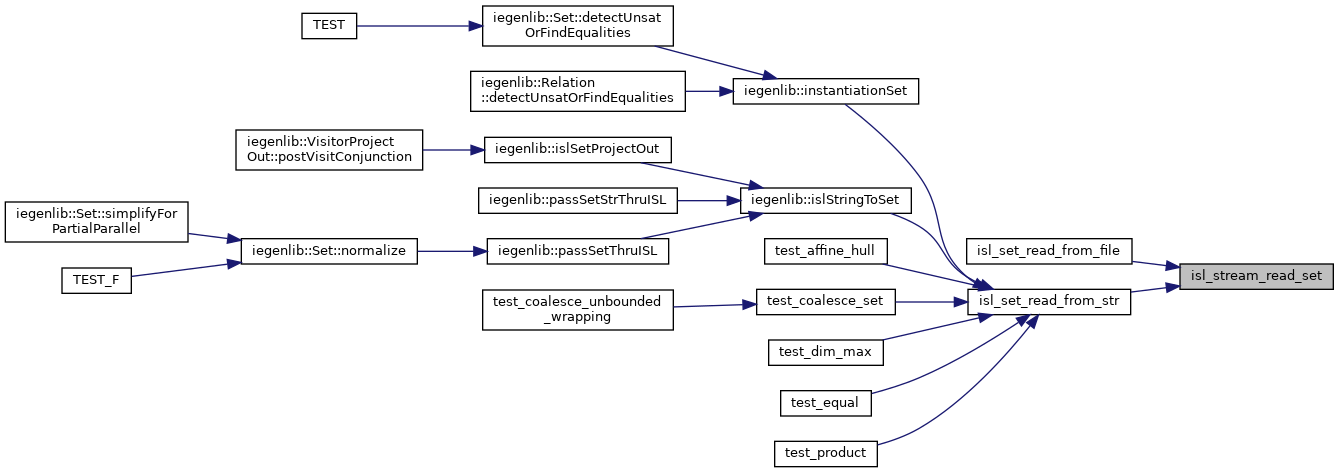 TEST
iegenlib::Set::detectUnsat
OrFindEqualities
iegenlib::Relation
::detectUnsatOrFindEqualities
iegenlib::instantiationSet
iegenlib::VisitorProject
Out::postVisitConjunction
iegenlib::islSetProjectOut
iegenlib::passSetStrThruISL
iegenlib::islStringToSet
iegenlib::Set::simplifyFor
PartialParallel
iegenlib::Set::normalize
iegenlib::passSetThruISL
TEST_F
test_affine_hull
isl_set_read_from_file
isl_stream_read_set
test_coalesce_unbounded
_wrapping
test_coalesce_set
isl_set_read_from_str
test_dim_max
test_equal
test_product